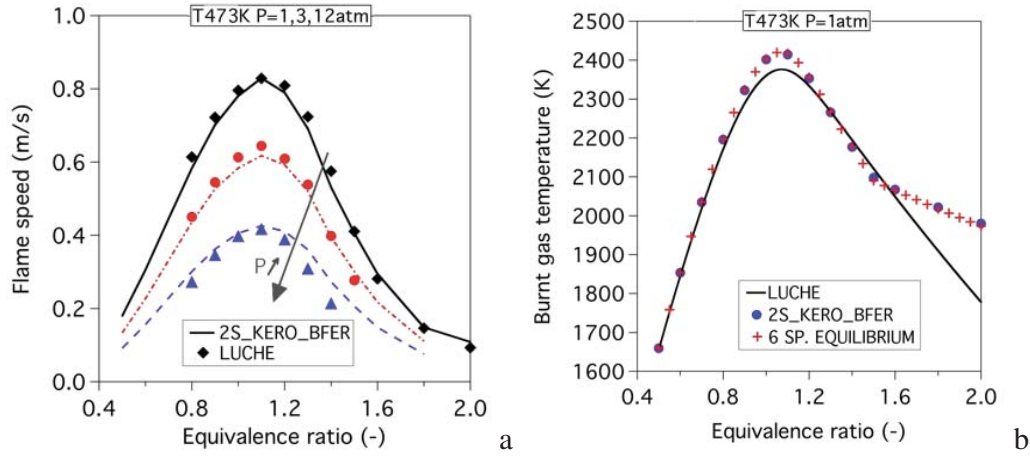 T473K P=1,3,12atm
Flame speed (m/s)
1.0
0.8
0.6
0.4
0.2
0.0
P
2S_KERO_BFER
LUCHE
0.4 0.8 1.2 1.6 2.0
Equivalence ratio (-)
a
T473K P=1atm
Burnt gas temperature (K)
2500
2400
2300
2200
2100
2000
1900
1800
1700
1600
LUCHE
2S_KERO_BFER
6 SP. EQUILIBRIUM
0.4 0.8 1.2 1.6 2.0
Equivalence ratio (-)
b